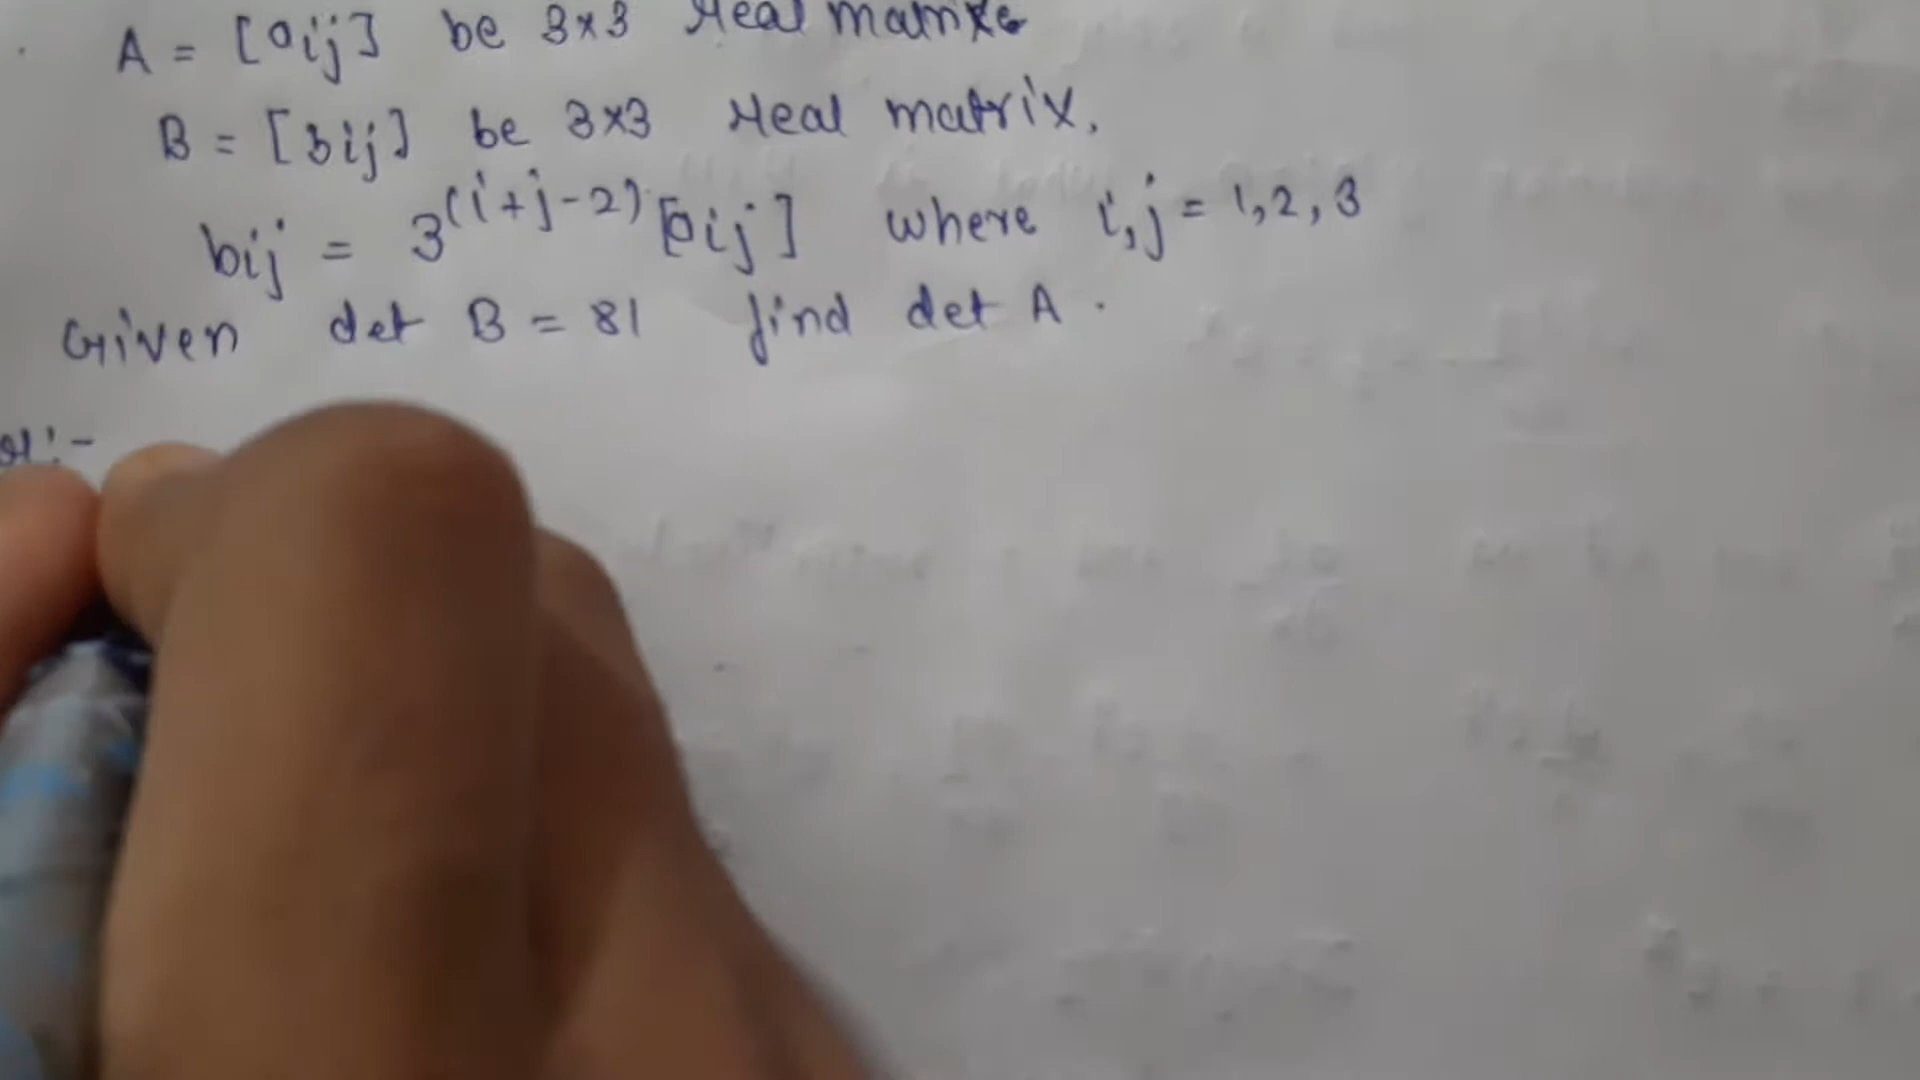 A = [aij] be 3×3 real matrix
B = [bij] be 3×3 real matrix.
bij = 3^(i+j-2) [aij] where i,j = 1,2,3
Given det B = 81 find det A.